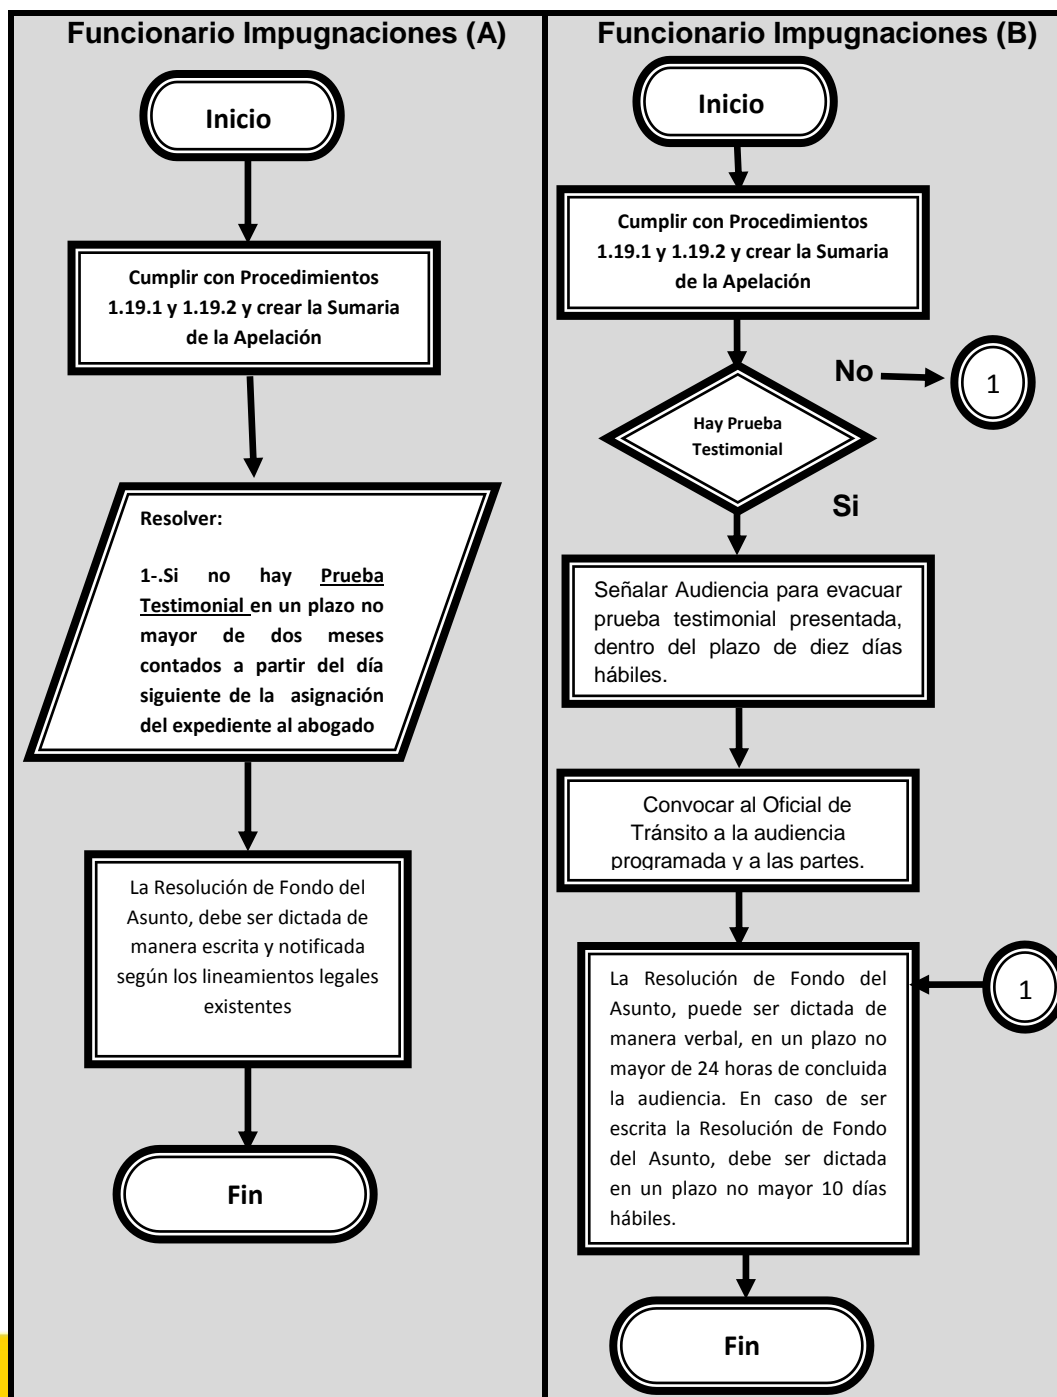 Funcionario Impugnaciones (A)
Inicio
Cumplir con Procedimientos
1.19.1 y 1.19.2 y crear la Sumaria
de la Apelación
Resolver:
1-.Si no hay Prueba
Testimonial en un plazo no
mayor de dos meses
contados a partir del día
siguiente de la asignación
del expediente al abogado
La Resolución de Fondo del
Asunto, debe ser dictada de
manera escrita y notificada
según los lineamientos legales
existentes
Fin
Funcionario Impugnaciones (B)
Inicio
Cumplir con Procedimientos
1.19.1 y 1.19.2 y crear la Sumaria
de la Apelación
No
1
Hay Prueba
Testimonial
Si
Señalar Audiencia para evacuar
prueba testimonial presentada,
dentro del plazo de diez días
hábiles.
Convocar al Oficial de
Tránsito a la audiencia
programada y a las partes.
La Resolución de Fondo del
Asunto, puede ser dictada de
manera verbal, en un plazo no
mayor de 24 horas de concluida
la audiencia. En caso de ser
escrita la Resolución de Fondo
del Asunto, debe ser dictada
en un plazo no mayor 10 días
hábiles.
1
Fin